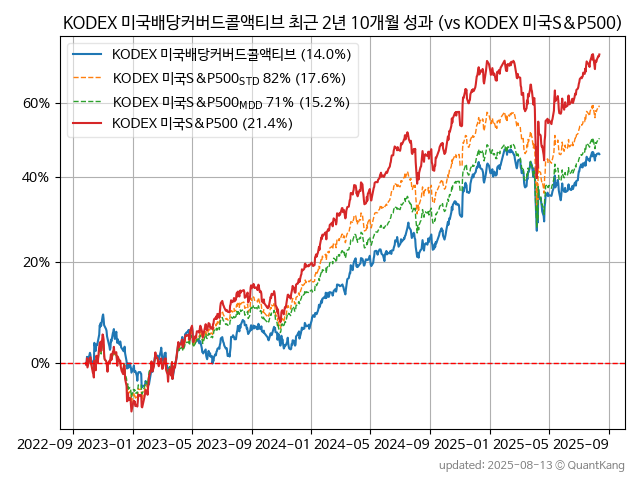 KODEX 미국배당커버드콜액티브 최근 2년 10개월 성과 (vs KODEX 미국S&P500)
KODEX 미국배당커버드콜액티브 (14.0%)
KODEX 미국S&P500STD 82% (17.6%)
KODEX 미국S&P500MDD 71% (15.2%)
KODEX 미국S&P500 (21.4%)
60%
40%
20%
0%
2022-09 2023-01 2023-05 2023-09 2024-01 2024-05 2024-09 2025-01 2025-05 2025-09
updated: 2025-08-13 © QuantKang